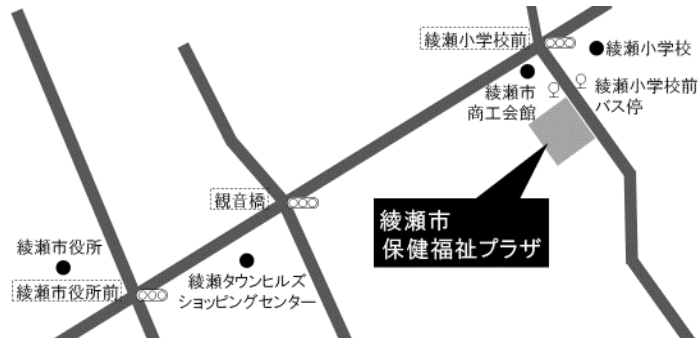 綾瀬小学校前
綾瀬小学校
綾瀬市
商工会館
綾瀬小学校前
バス停
観音橋
綾瀬市
保健福祉プラザ
綾瀬市役所
綾瀬市役所前
綾瀬タウンヒルズ
ショッピングセンター